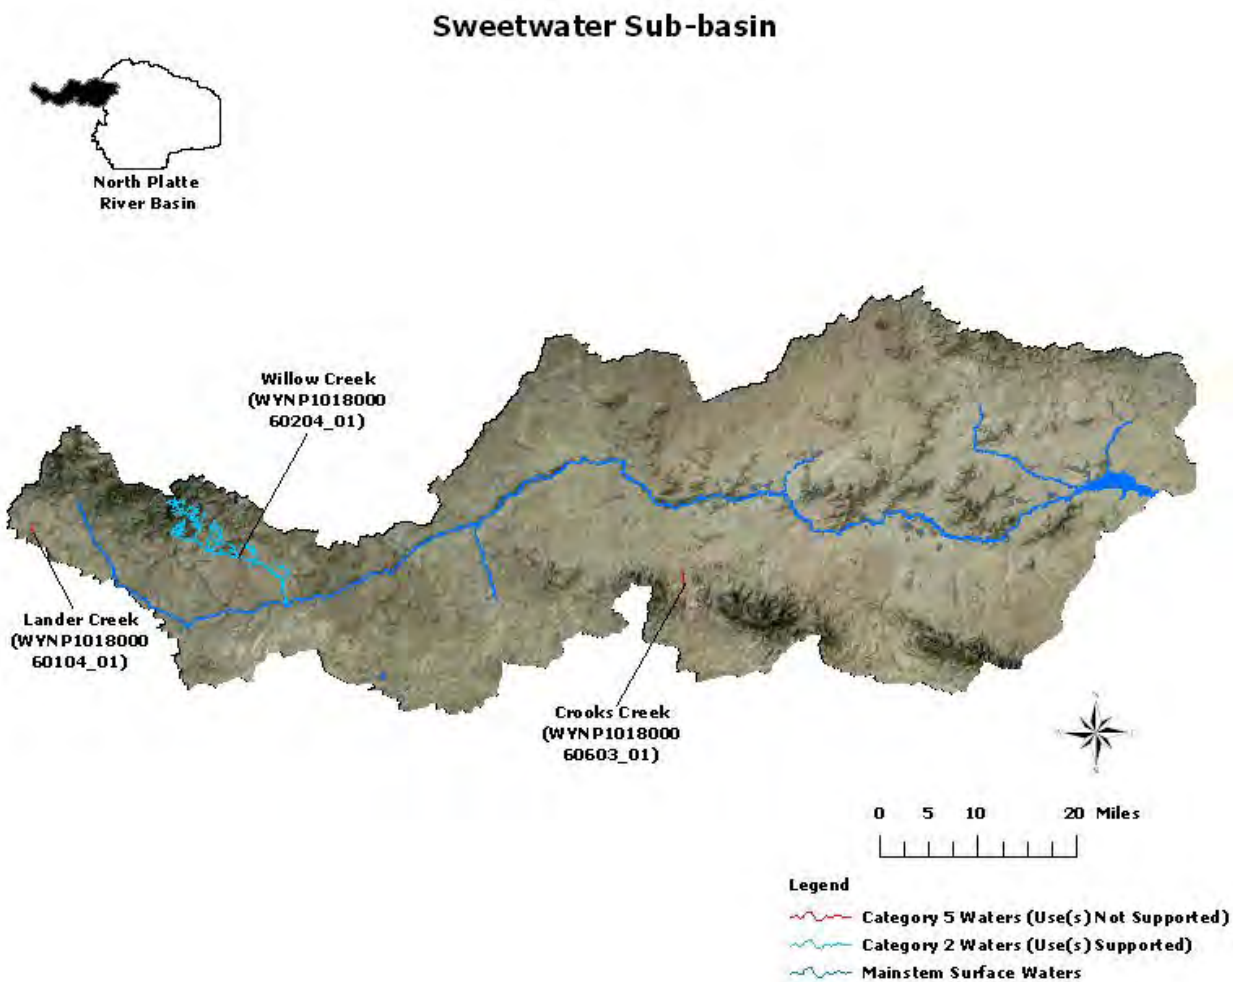 Sweetwater Sub-basin
North Platte
River Basin
Willow Creek
(WYNP1018000
60204_01)
Lander Creek
(WYNP1018000
60104_01)
Crooks Creek
(WYNP1018000
60603_01)
0 5 10 20 Miles
Legend
Category 5 Waters (Use(s) Not Supported)
Category 2 Waters (Use(s) Supported)
Mainstem Surface Waters